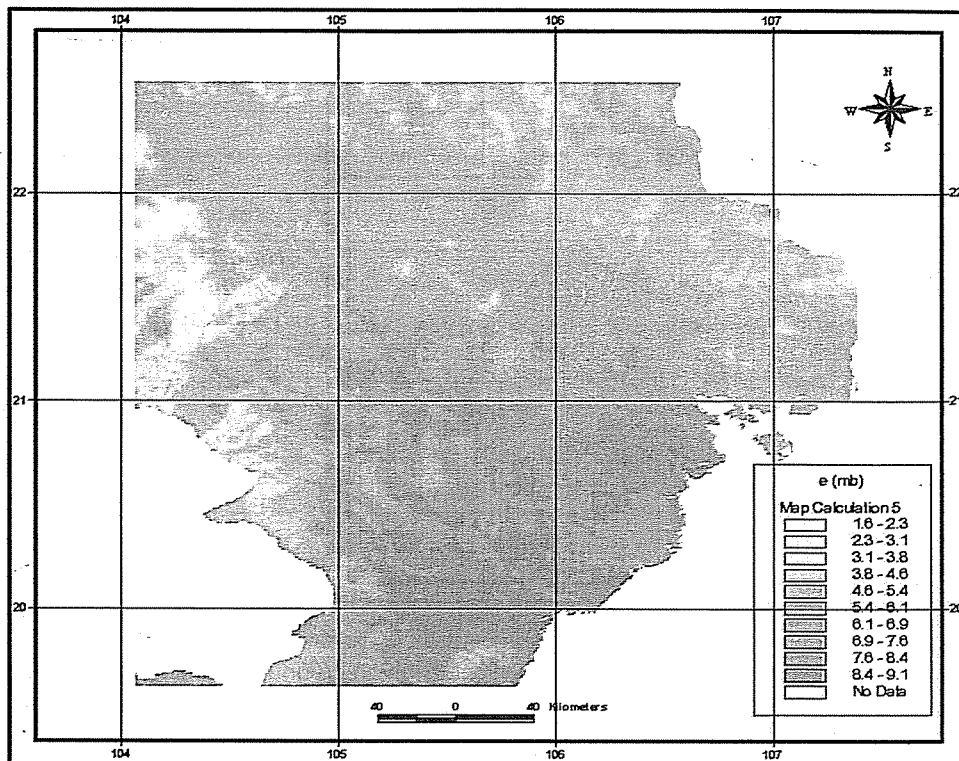 104 105 106 107
N
W E
S
22 22
21 21
e (mb)
Map Calculation 5
1.6 - 2.3
2.3 - 3.1
3.1 - 3.8
3.8 - 4.6
4.6 - 5.4
5.4 - 6.1
6.1 - 6.9
6.9 - 7.6
7.6 - 8.4
8.4 - 9.1
No Data
20 20
40 0 40 Kilometers
104 105 106 107